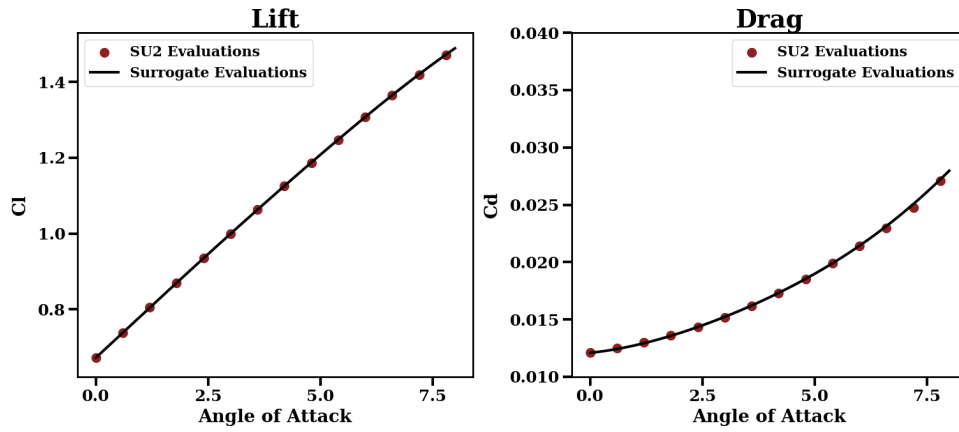 Lift
SU2 Evaluations
Surrogate Evaluations
1.4
1.2
1.0
0.8
Cl
0.0
2.5
5.0
7.5
Angle of Attack
Drag
SU2 Evaluations
Surrogate Evaluations
0.040
0.035
0.030
0.025
0.020
0.015
0.010
Cd
0.0
2.5
5.0
7.5
Angle of Attack